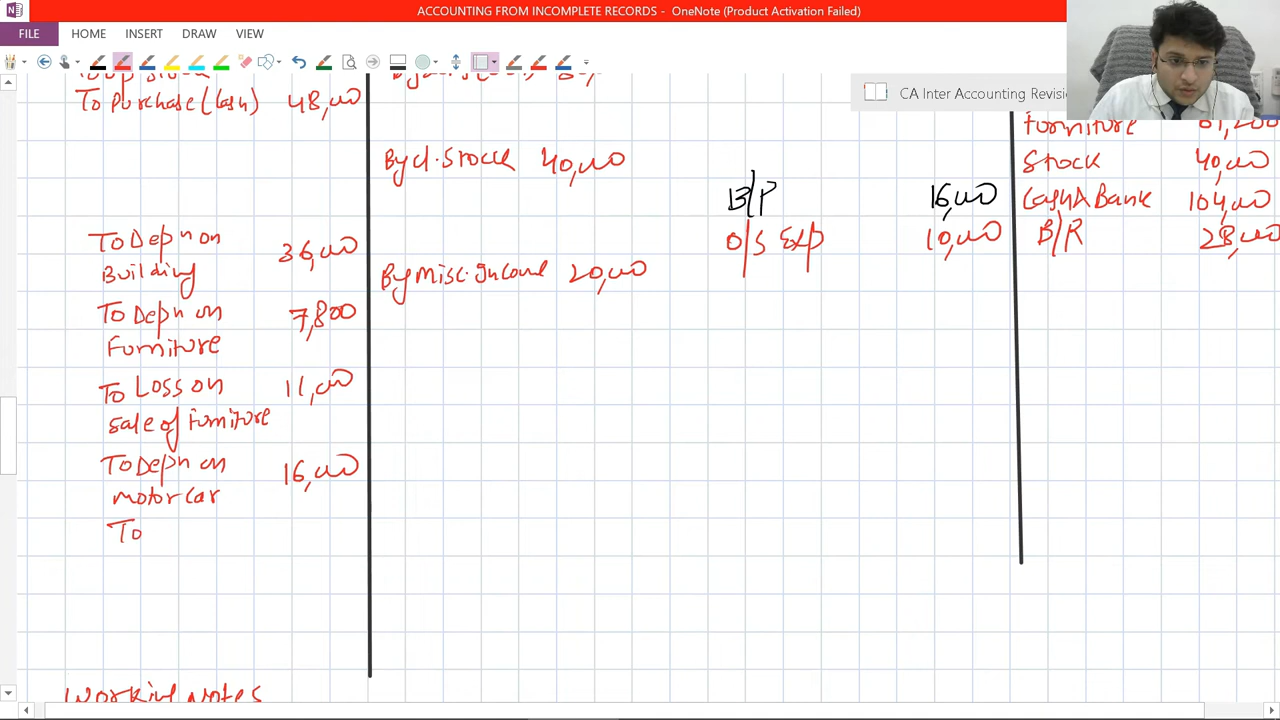 ACCOUNTING FROM INCOMPLETE RECORDS - OneNote (Product Activation Failed)
FILE HOME INSERT DRAW VIEW
CA Inter Accounting Revisi
To Purchase (Cash) 48,000
By cl. Stock 40,000
To Depn on Building 36,000
By Misc. Income 20,000
To Depn on Furniture 7,800
To Loss on sale of furniture 11,000
To Depn on motor car 16,000
To
B/P 16,000
O/S Exp 10,000
Furniture
Stock 40,000
Cash & Bank 104,000
B/R 28,000
Working notes